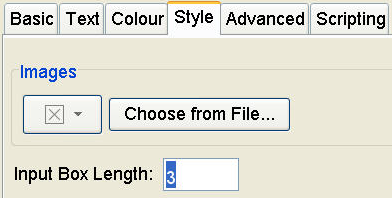 Basic Text Colour Style Advanced Scripting
Images
Choose from File...
Input Box Length: 3